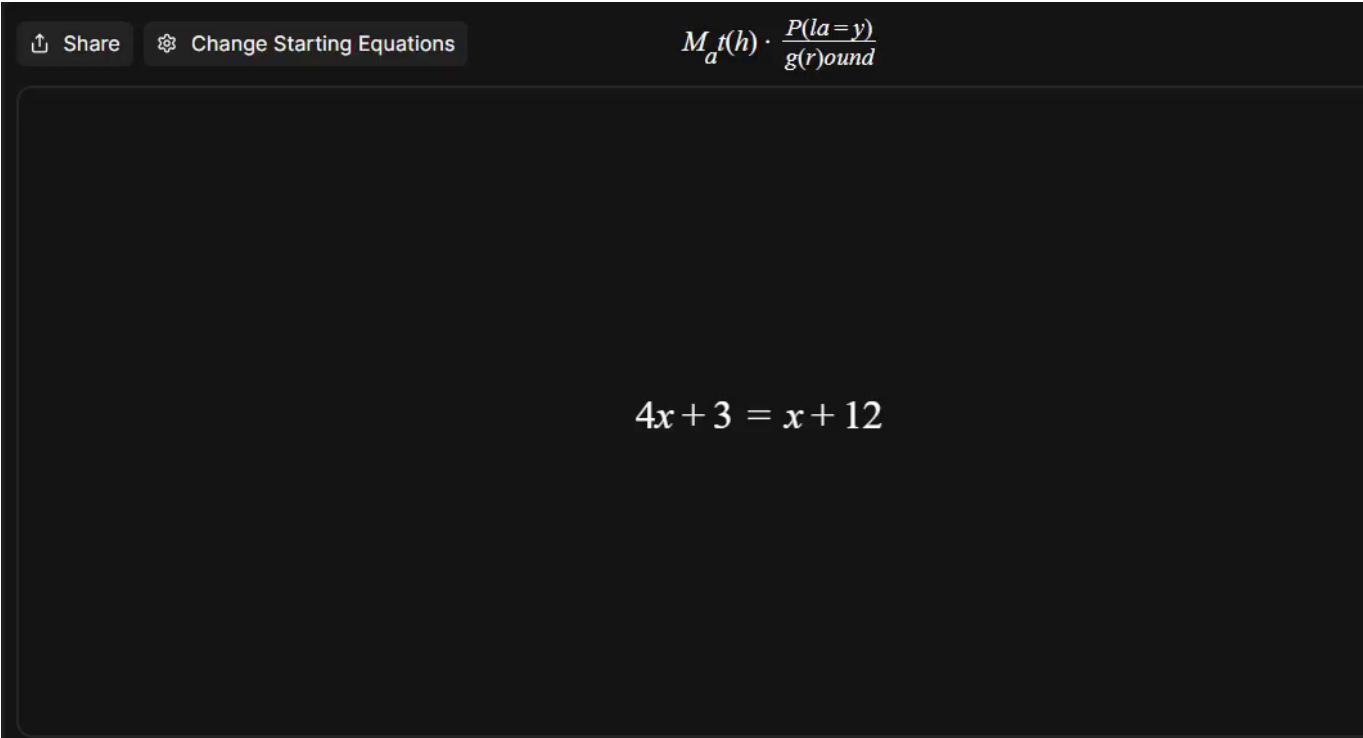 Share
Change Starting Equations
M_a t(h) · P(la=y)/g(r)ound
4x + 3 = x + 12